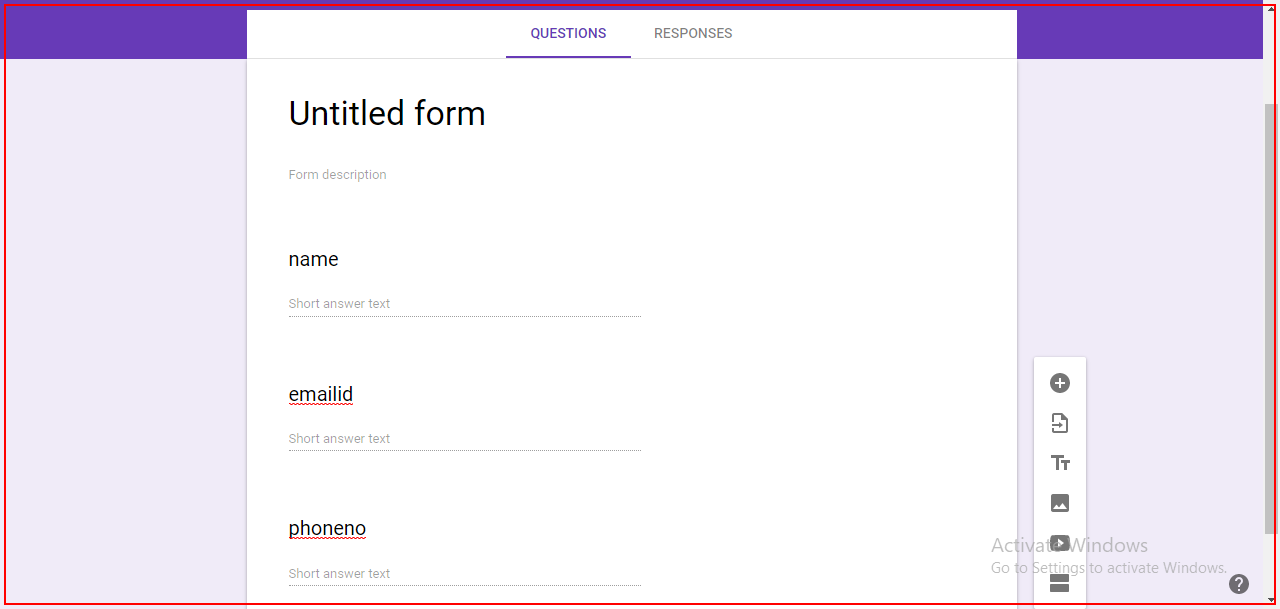 QUESTIONS RESPONSES
Untitled form
Form description
name
Short answer text
emailid
Short answer text
phoneno
Short answer text
Activate Windows
Go to Settings to activate Windows.